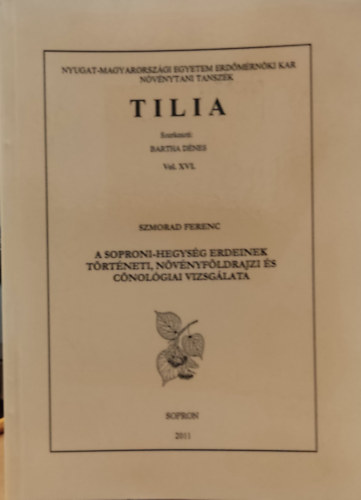 NYUGAT-MAGYARORSZÁGI EGYETEM ERDŐMÉRNÖKI KAR
NÖVÉNYTANI TANSZÉK
TILIA
Szerkeszti:
BARTHA DÉNES
Vol. XVI.
SZMORAD FERENC
A SOPRONI-HEGYSÉG ERDEINEK
TÖRTÉNETI, NÖVÉNYFÖLDRAJZI ÉS
CÖNOLÓGIAI VIZSGÁLATA
SOPRON
2011